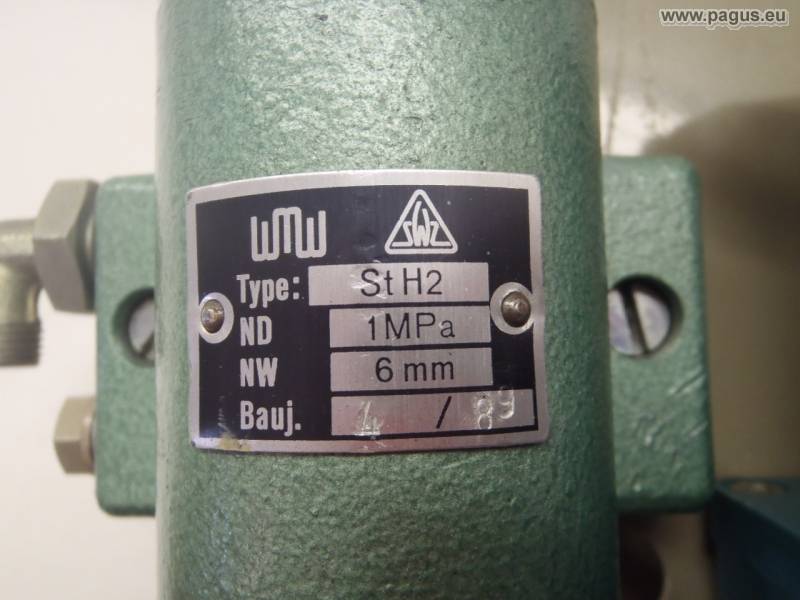 www.pagus.eu
WMW SWZ
Type: St H2
ND 1MPa
NW 6 mm
Bauj. 4 / 89